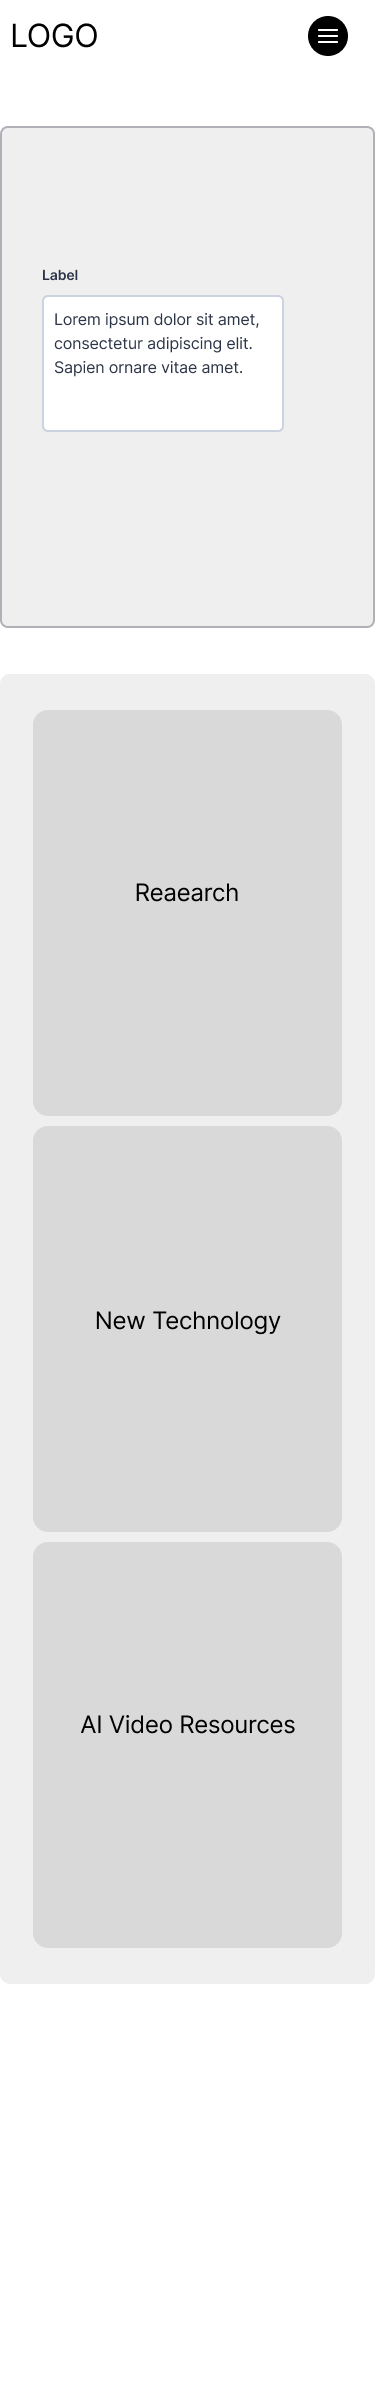 LOGO
Label
Lorem ipsum dolor sit amet,
consectetur adipiscing elit.
Sapien ornare vitae amet.
Reaearch
New Technology
AI Video Resources